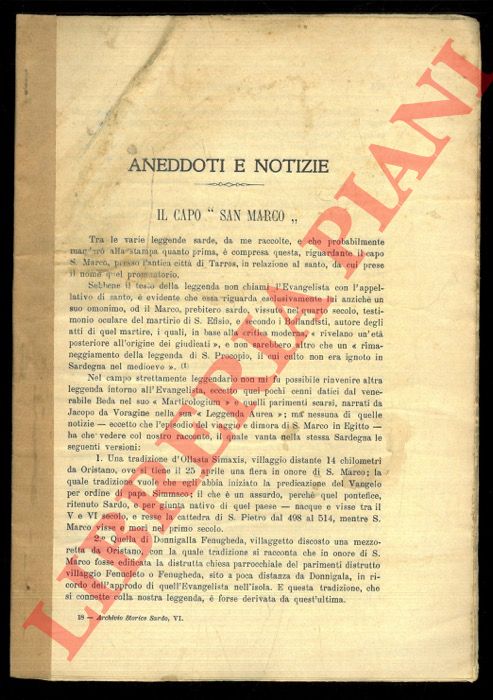 ANEDDOTI E NOTIZIE
IL CAPO “ SAN MARCO „
Tra le varie leggende sarde, da me raccolte, e che probabilmente
manderò alla stampa quanto prima, è compresa questa, riguardante il capo
S. Marco, presso l'antica città di Tarros, in relazione al santo, da cui prese
il nome quel promontorio.
Sebbene il testo della leggenda non chiami l'Evangelista con l'appel-
lativo di santo, è evidente che essa riguarda esclusivamente lui anzichè un
suo omonimo, od il Marco, prebitero sardo, vissuto nel quarto secolo, testi-
monio oculare del martirio di S. Efisio, e secondo i Bollandisti, autore degli
atti di quel martire, i quali, in base alla critica moderna « rivelano un'età
posteriore all'origine dei giudicati », e non sarebbero altro che un « rima-
neggiamento della leggenda di S. Procopio, il cui culto non era ignoto in
Sardegna nel medioevo ». (1)
Nel campo strettamente leggendario non mi fu possibile rinvenire altra
leggenda intorno all'Evangelista, eccetto quei pochi cenni datici dal vene-
rabile Beda nel suo « Martirologium » e quelli parimenti scarsi, narrati da
Jacopo da Voragine nella sua « Leggenda Aurea »; ma nessuna di quelle
notizie — eccetto che l'episodio del viaggio e dimora di S. Marco in Egitto —
ha che vedere col nostro racconto, il quale vanta nella stessa Sardegna le
seguenti versioni:
1. Una tradizione d'Ollasta Simaxis, villaggio distante 14 chilometri
da Oristano, ove si tiene il 25 aprile una fiera in onore di S. Marco; la
quale tradizione vuole che egli abbia iniziato la predicazione del Vangelo
per ordine di papa Simmaco; il che è un assurdo, perchè quel pontefice,
ritenuto Sardo, e per giunta nativo di quel paese — nacque e visse tra il
V e VI secolo, e resse la cattedra di S. Pietro dal 498 al 514, mentre S.
Marco visse e morì nel primo secolo.
2. Quella di Donnigalla Fenugheda, villaggetto discosto una mezzo-
retta da Oristano, con la quale tradizione si racconta che in onore di S.
Marco fosse edificata la distrutta chiesa parrocchiale del parimenti distrutto
villaggio Fenucleto o Fenugheda, sito a poca distanza da Donnigala, in ri-
cordo dell'approdo di quell'Evangelista nell'isola. E questa tradizione, che
si connette colla nostra leggenda, è forse derivata da quest'ultima.
18 — Archivio Storico Sardo, VI.
LIBRERIA PIANI